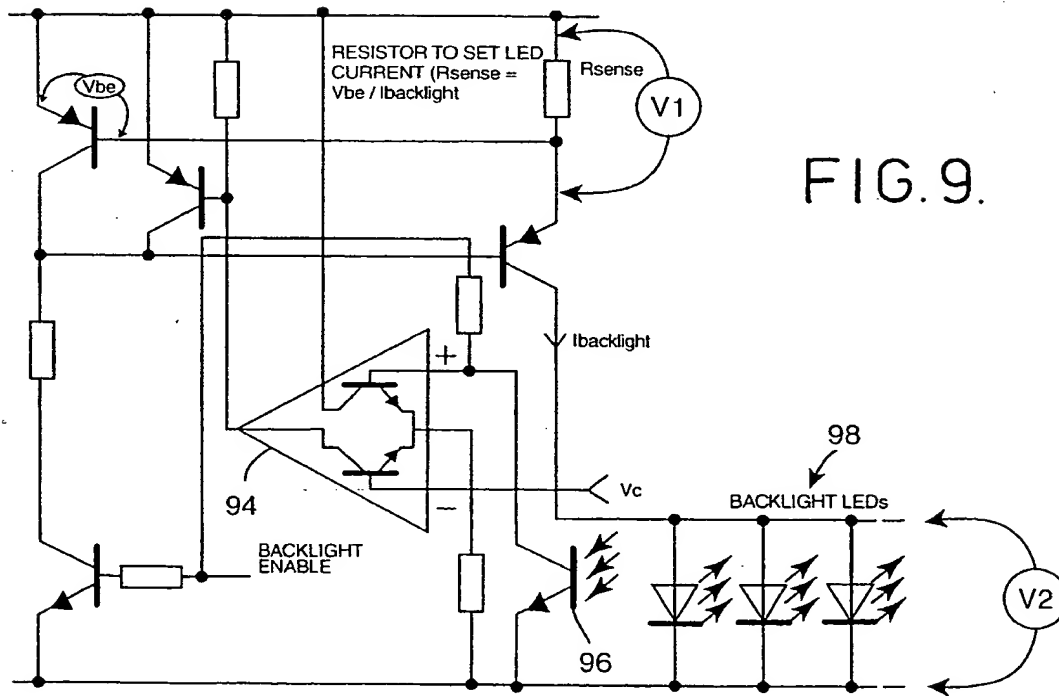 RESISTOR TO SET LED
CURRENT (Rsense =
Vbe / Ibacklight
Rsense
V1
Vbe
FIG. 9.
Ibacklight
+
98
94
Vc
BACKLIGHT LEDs
−
BACKLIGHT
ENABLE
V2
96